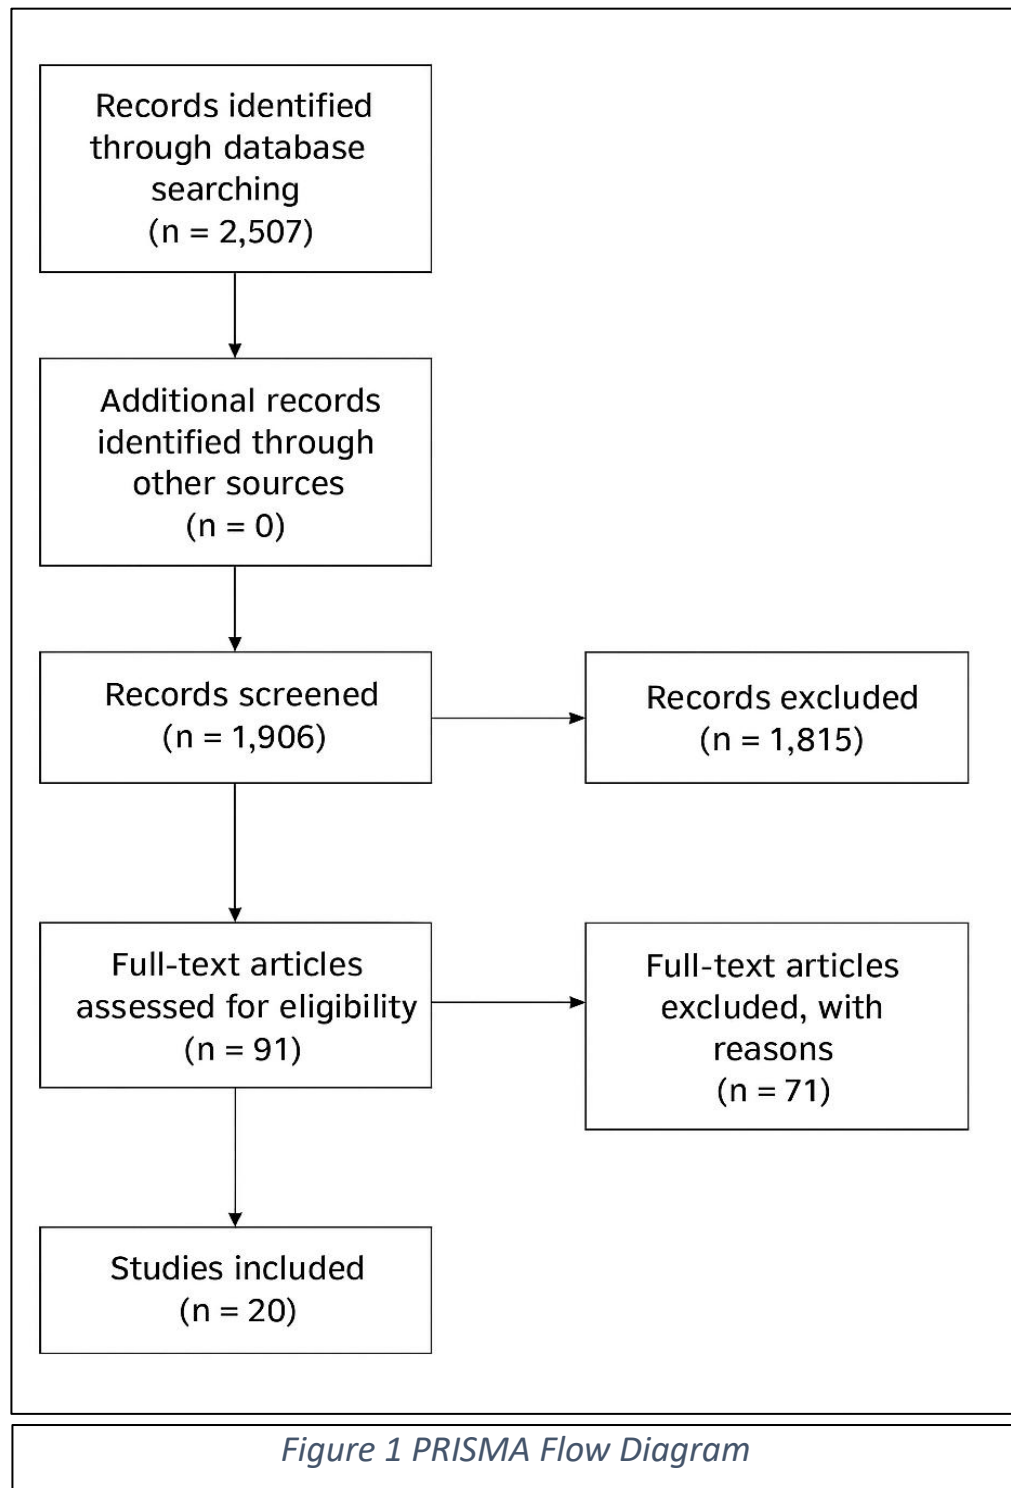 Records identified
through database
searching
(n = 2,507)
Additional records
identified through
other sources
(n = 0)
Records screened
(n = 1,906)
Records excluded
(n = 1,815)
Full-text articles
assessed for eligibility
(n = 91)
Full-text articles
excluded, with
reasons
(n = 71)
Studies included
(n = 20)
Figure 1 PRISMA Flow Diagram